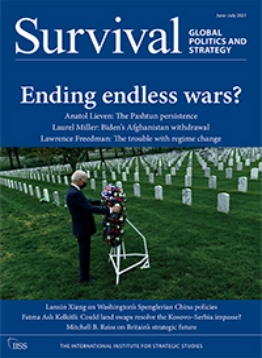 June–July 2021
Survival
GLOBAL
POLITICS AND
STRATEGY
Ending endless wars?
Anatol Lieven: The Pashtun persistence
Laurel Miller: Biden's Afghanistan withdrawal
Lawrence Freedman: The trouble with regime change
Lanxin Xiang on Washington's Spenglerian China policies
Fatma Aslı Kelkitli: Could land swaps resolve the Kosovo–Serbia impasse?
Mitchell B. Reiss on Britain's strategic future
IISS
THE INTERNATIONAL INSTITUTE FOR STRATEGIC STUDIES